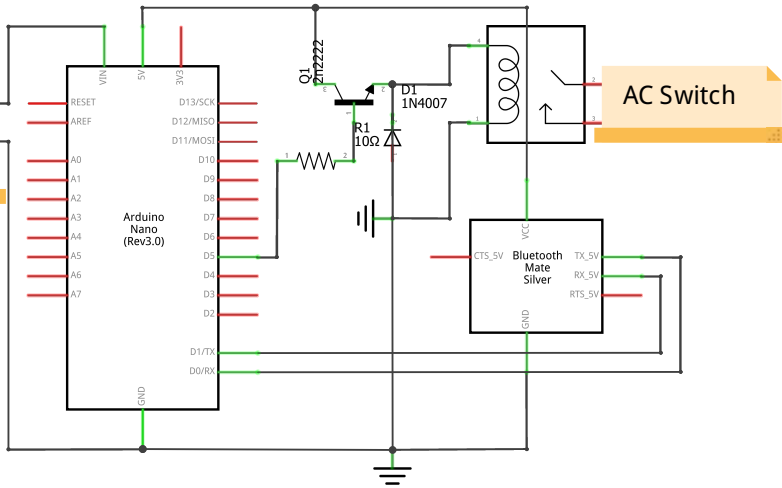 VIN
5V
3V3
RESET
AREF
A0
A1
A2
A3
A4
A5
A6
A7
D13/SCK
D12/MISO
D11/MOSI
D10
D9
D8
D7
D6
D5
D4
D3
D2
D1/TX
D0/RX
GND
Arduino
Nano
(Rev3.0)
Q1
2n2222
3
2
1
R1
10Ω
1
2
D1
1N4007
4
1
2
3
AC Switch
VCC
CTS_5V
Bluetooth
Mate
Silver
TX_5V
RX_5V
RTS_5V
GND